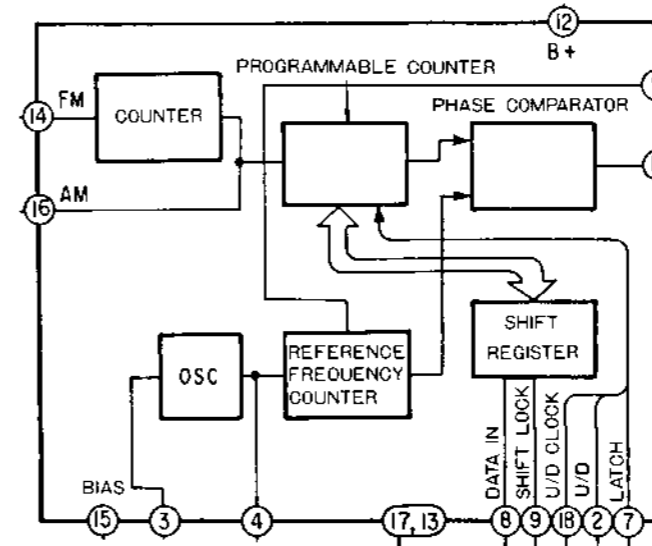 12
B+
PROGRAMMABLE COUNTER
14
FM
COUNTER
PHASE COMPARATOR
16
AM
SHIFT
REGISTER
OSC
REFERENCE
FREQUENCY
COUNTER
DATA IN
SHIFT LOCK
U/D CLOCK
U/D
LATCH
BIAS
15
3
4
17, 13
8
9
18
2
7